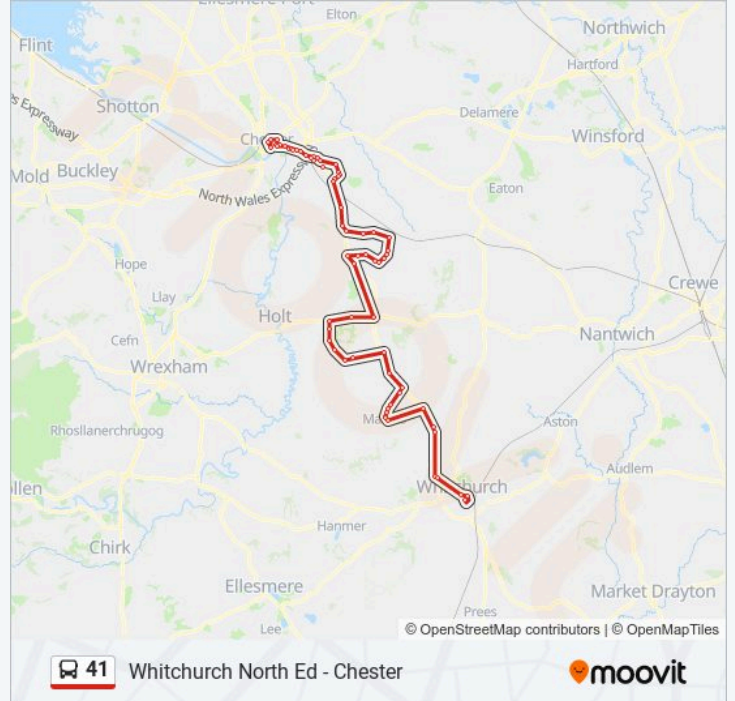 Ellesmere Port
Elton
Northwich
Flint
Hartford
Shotton
Delamere
Expressway
Winsford
Mold
Buckley
North Wales Express
Eaton
Hope
Crewe
Llay
Holt
Nantwich
Cefn
Wrexham
Aston
Rhosllanerchrugog
Audlem
Whitchurch
Hanmer
Chirk
Ellesmere
Market Drayton
Prees
Lee
© OpenStreetMap contributors | © OpenMapTiles
41 Whitchurch North Ed - Chester
moovit